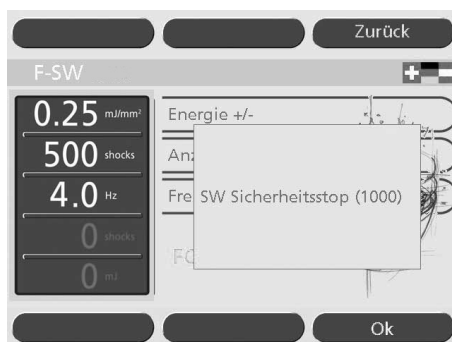 Zurück
F-SW
0.25 mJ/mm²
500 shocks
4.0 Hz
0 shocks
0 mJ
Energie +/-
Anz
Fre
SW Sicherheitsstop (1000)
Ok